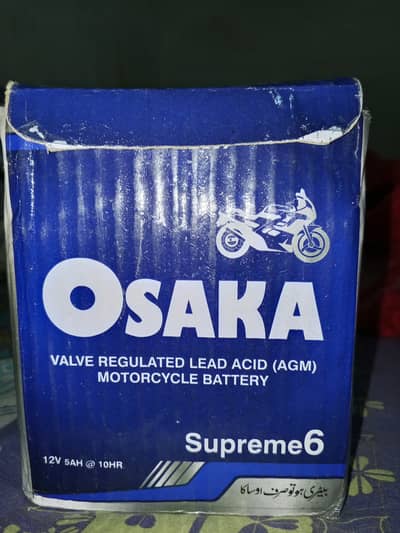 OSAKA
VALVE REGULATED LEAD ACID (AGM)
MOTORCYCLE BATTERY
Supreme6
12V 5AH @ 10HR
بیٹری ہو تو صرف اوساکا